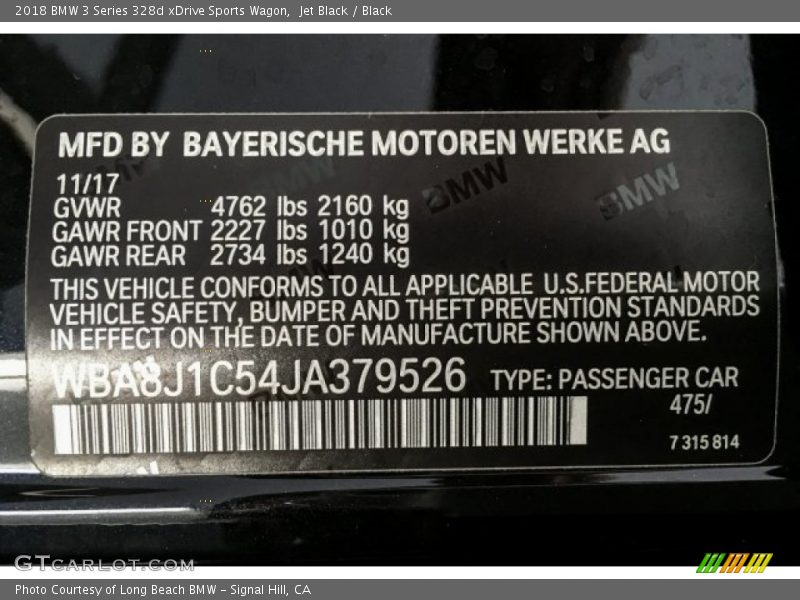 2018 BMW 3 Series 328d xDrive Sports Wagon, Jet Black / Black
MFD BY BAYERISCHE MOTOREN WERKE AG
11/17
GVWR 4762 lbs 2160 kg
GAWR FRONT 2227 lbs 1010 kg
GAWR REAR 2734 lbs 1240 kg
THIS VEHICLE CONFORMS TO ALL APPLICABLE U.S.FEDERAL MOTOR
VEHICLE SAFETY, BUMPER AND THEFT PREVENTION STANDARDS
IN EFFECT ON THE DATE OF MANUFACTURE SHOWN ABOVE.
WBA8J1C54JA379526 TYPE: PASSENGER CAR
475/
7 315 814
BMW BMW
GTCarLot.com
Photo Courtesy of Long Beach BMW - Signal Hill, CA